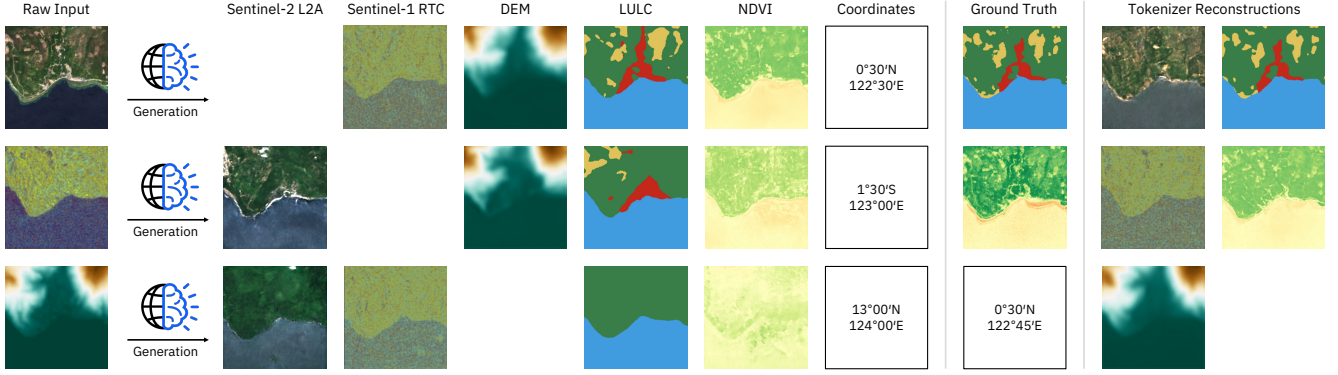 Raw Input
Sentinel-2 L2A
Sentinel-1 RTC
DEM
LULC
NDVI
Coordinates
Ground Truth
Tokenizer Reconstructions
Generation
0°30′N
122°30′E
Generation
1°30′S
123°00′E
Generation
13°00′N
124°00′E
0°30′N
122°45′E